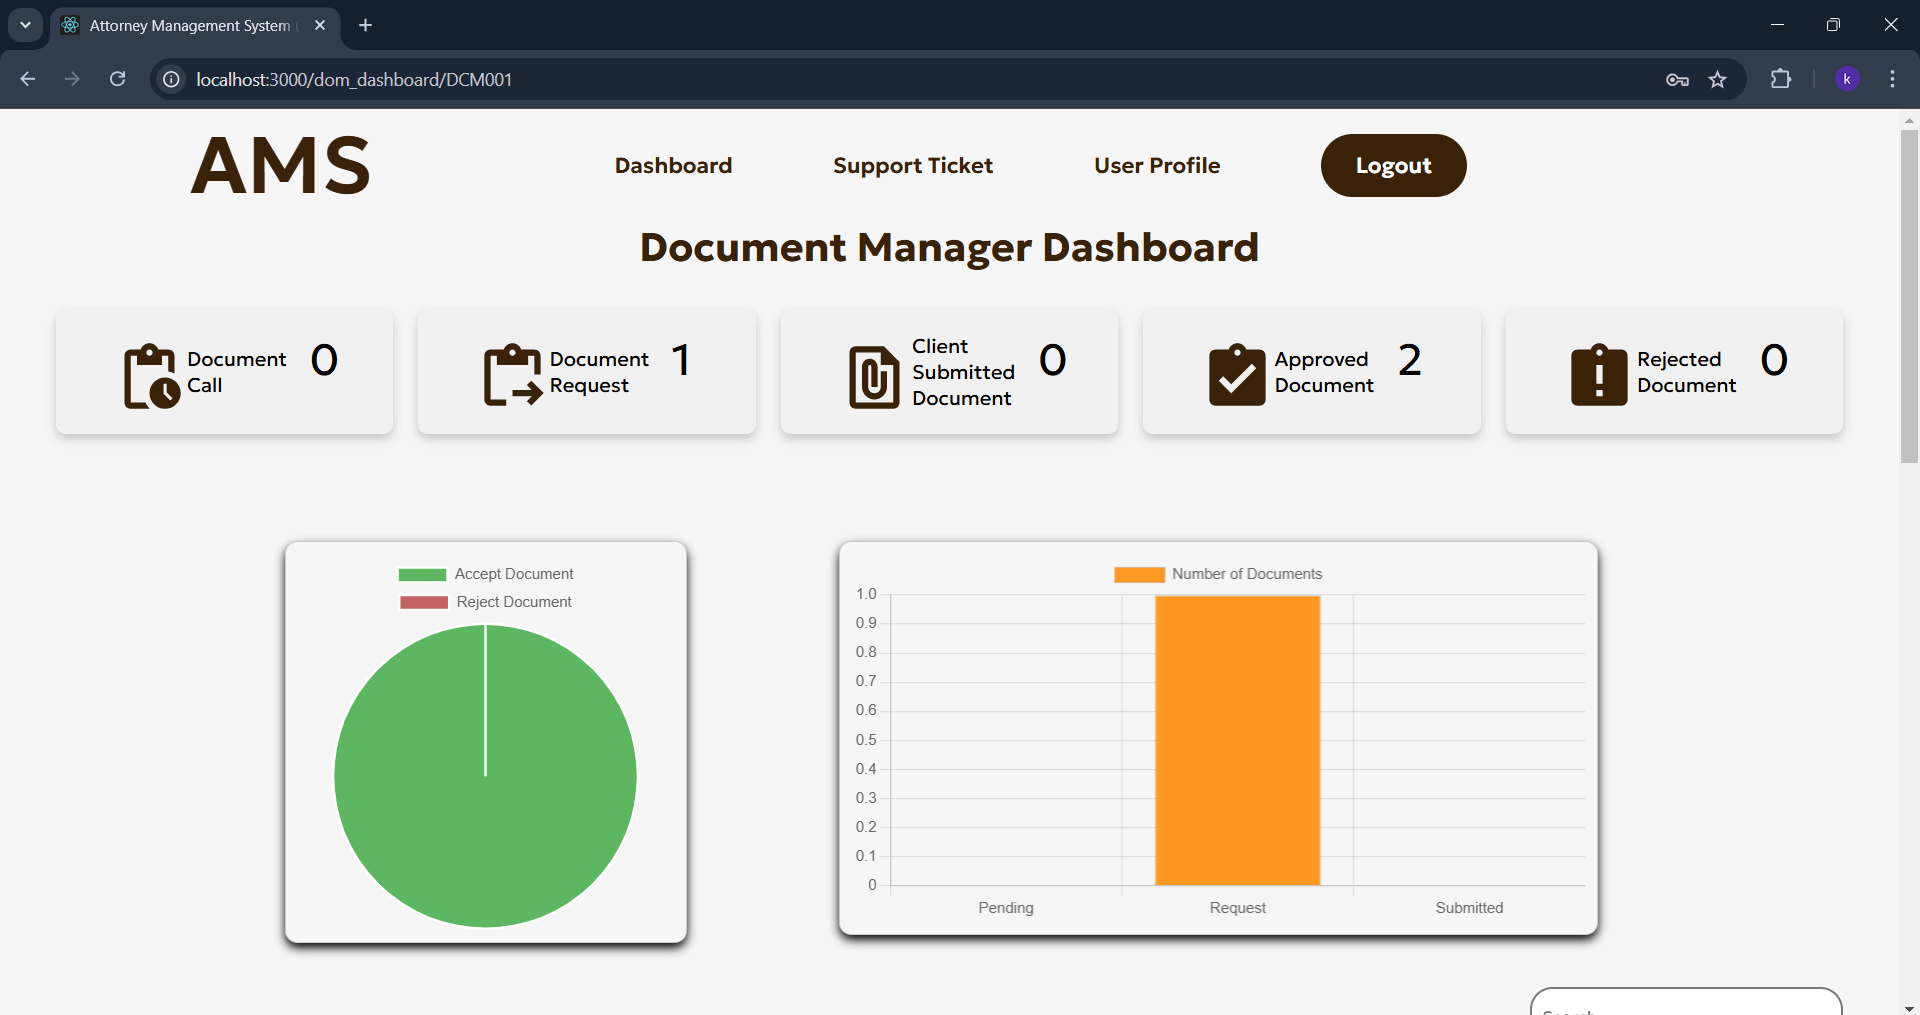 Attorney Management System
localhost:3000/dom_dashboard/DCM001
k
AMS
Dashboard
Support Ticket
User Profile
Logout
Document Manager Dashboard
Document
Call
0
Document
Request
1
Client
Submitted
Document
0
Approved
Document
2
Rejected
Document
0
Accept Document
Reject Document
Number of Documents
1.0
0.9
0.8
0.7
0.6
0.5
0.4
0.3
0.2
0.1
0
Pending
Request
Submitted